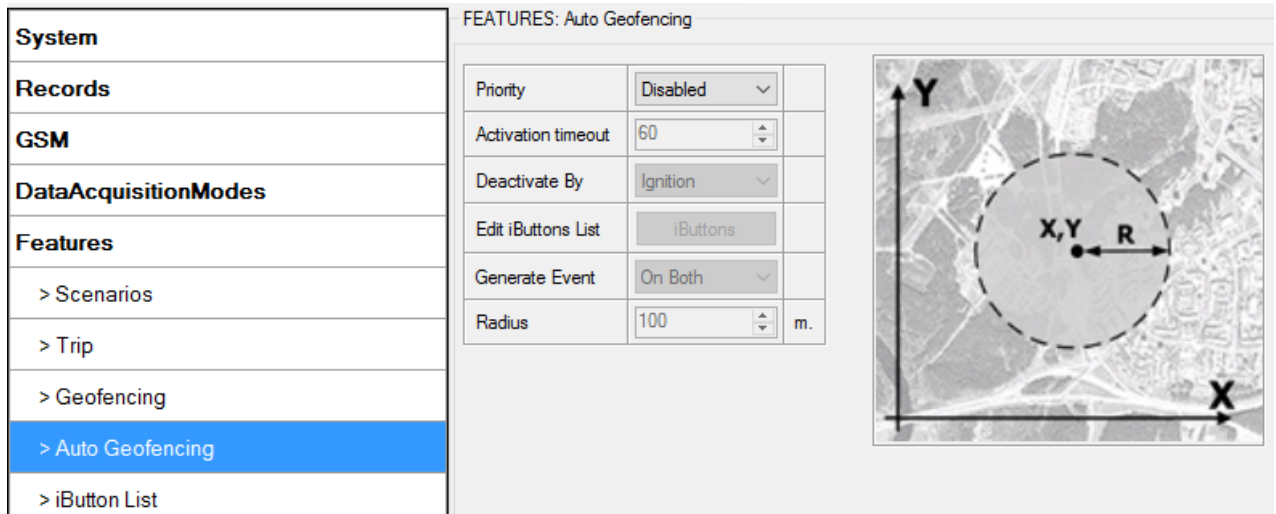 System
Records
GSM
DataAcquisitionModes
Features
> Scenarios
> Trip
> Geofencing
> Auto Geofencing
> iButton List
FEATURES: Auto Geofencing
Priority Disabled
Activation timeout 60
Deactivate By Ignition
Edit iButtons List iButtons
Generate Event On Both
Radius 100 m.
Y
X,Y R
X